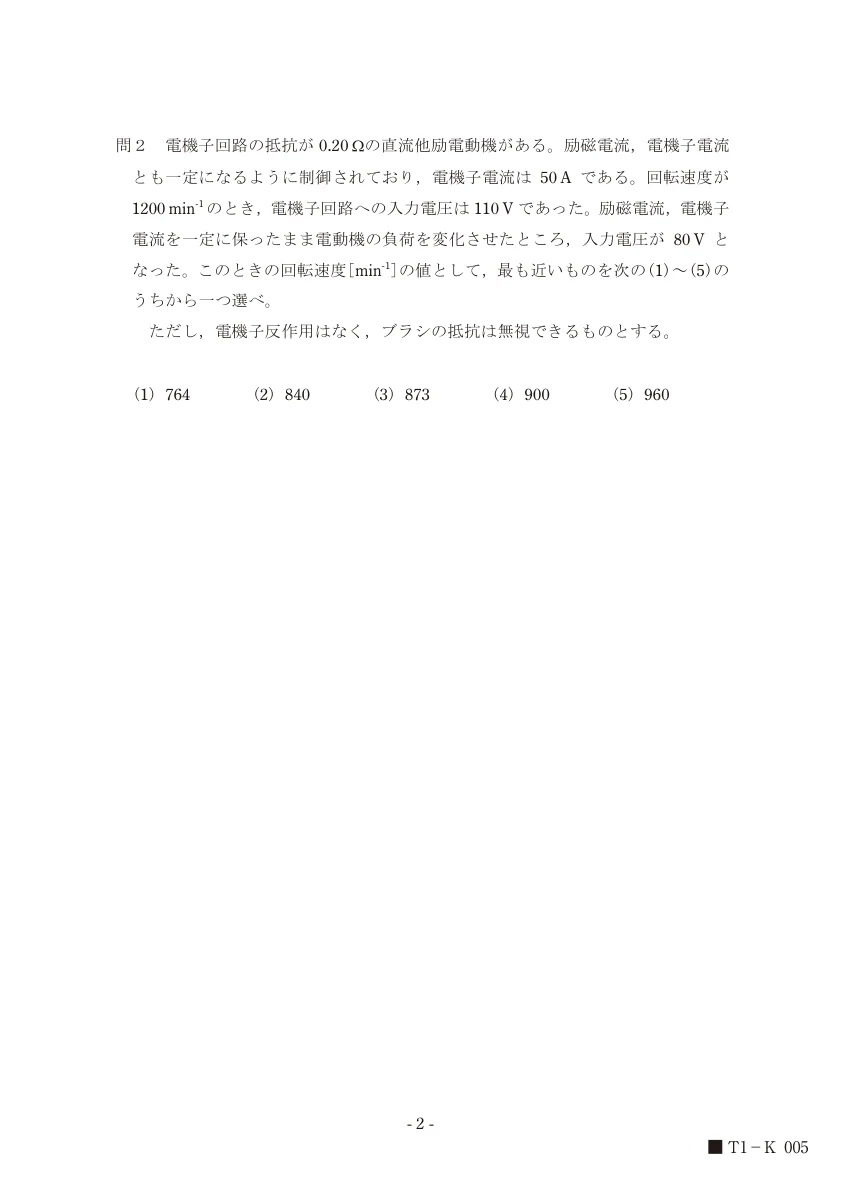 問２　電機子回路の抵抗が 0.20 Ωの直流他励電動機がある。励磁電流，電機子電流
とも一定になるように制御されており，電機子電流は 50 A である。回転速度が
1200 min⁻¹ のとき，電機子回路への入力電圧は 110 V であった。励磁電流，電機子
電流を一定に保ったまま電動機の負荷を変化させたところ，入力電圧が 80 V と
なった。このときの回転速度［min⁻¹］の値として，最も近いものを次の（1）～（5）の
うちから一つ選べ。
ただし，電機子反作用はなく，ブラシの抵抗は無視できるものとする。
（1） 764　（2） 840　（3） 873　（4） 900　（5） 960
- 2 -
■ T1－K 005